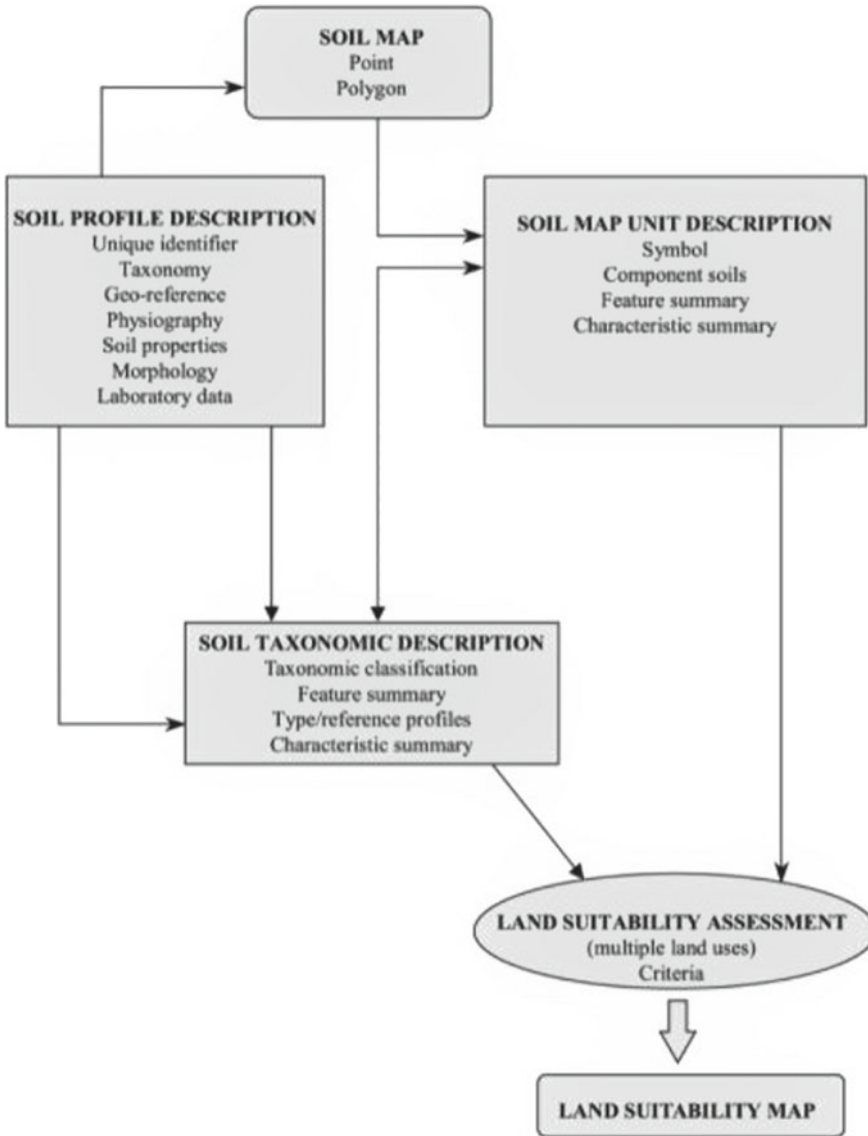 SOIL MAP
Point
Polygon
SOIL PROFILE DESCRIPTION
Unique identifier
Taxonomy
Geo-reference
Physiography
Soil properties
Morphology
Laboratory data
SOIL MAP UNIT DESCRIPTION
Symbol
Component soils
Feature summary
Characteristic summary
SOIL TAXONOMIC DESCRIPTION
Taxonomic classification
Feature summary
Type/reference profiles
Characteristic summary
LAND SUITABILITY ASSESSMENT
(multiple land uses)
Criteria
LAND SUITABILITY MAP